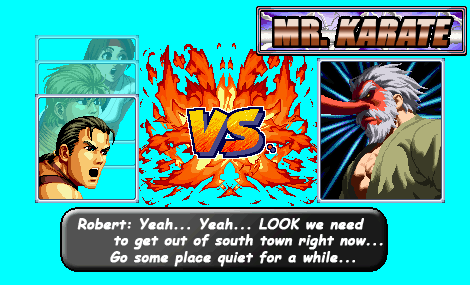 MR. KARATE
VS.
Robert: Yeah... Yeah... LOOK we need
to get out of south town right now...
Go some place quiet for a while...